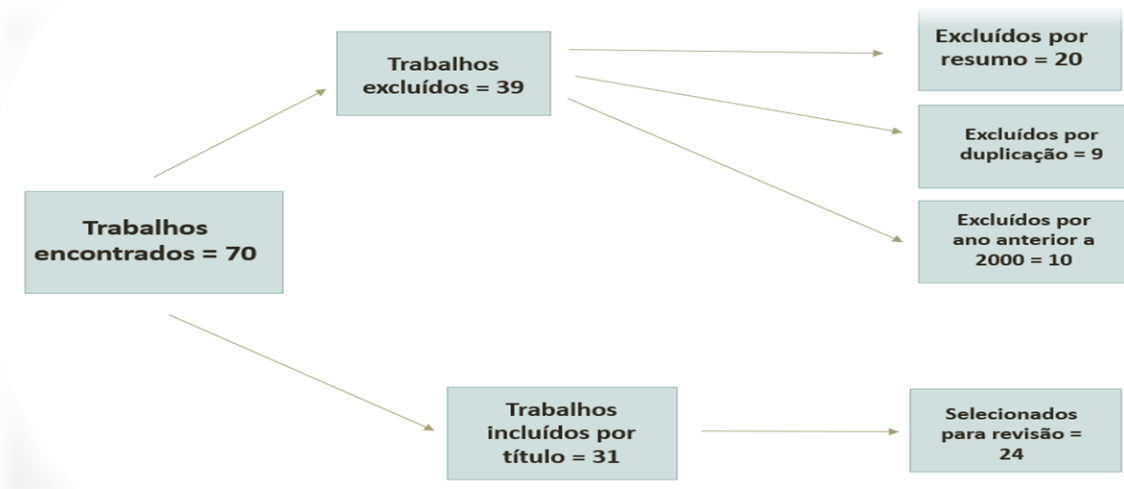 Trabalhos
encontrados = 70
Trabalhos
excluídos = 39
Excluídos por
resumo = 20
Excluídos por
duplicação = 9
Excluídos por
ano anterior a
2000 = 10
Trabalhos
incluídos por
título = 31
Selecionados
para revisão =
24